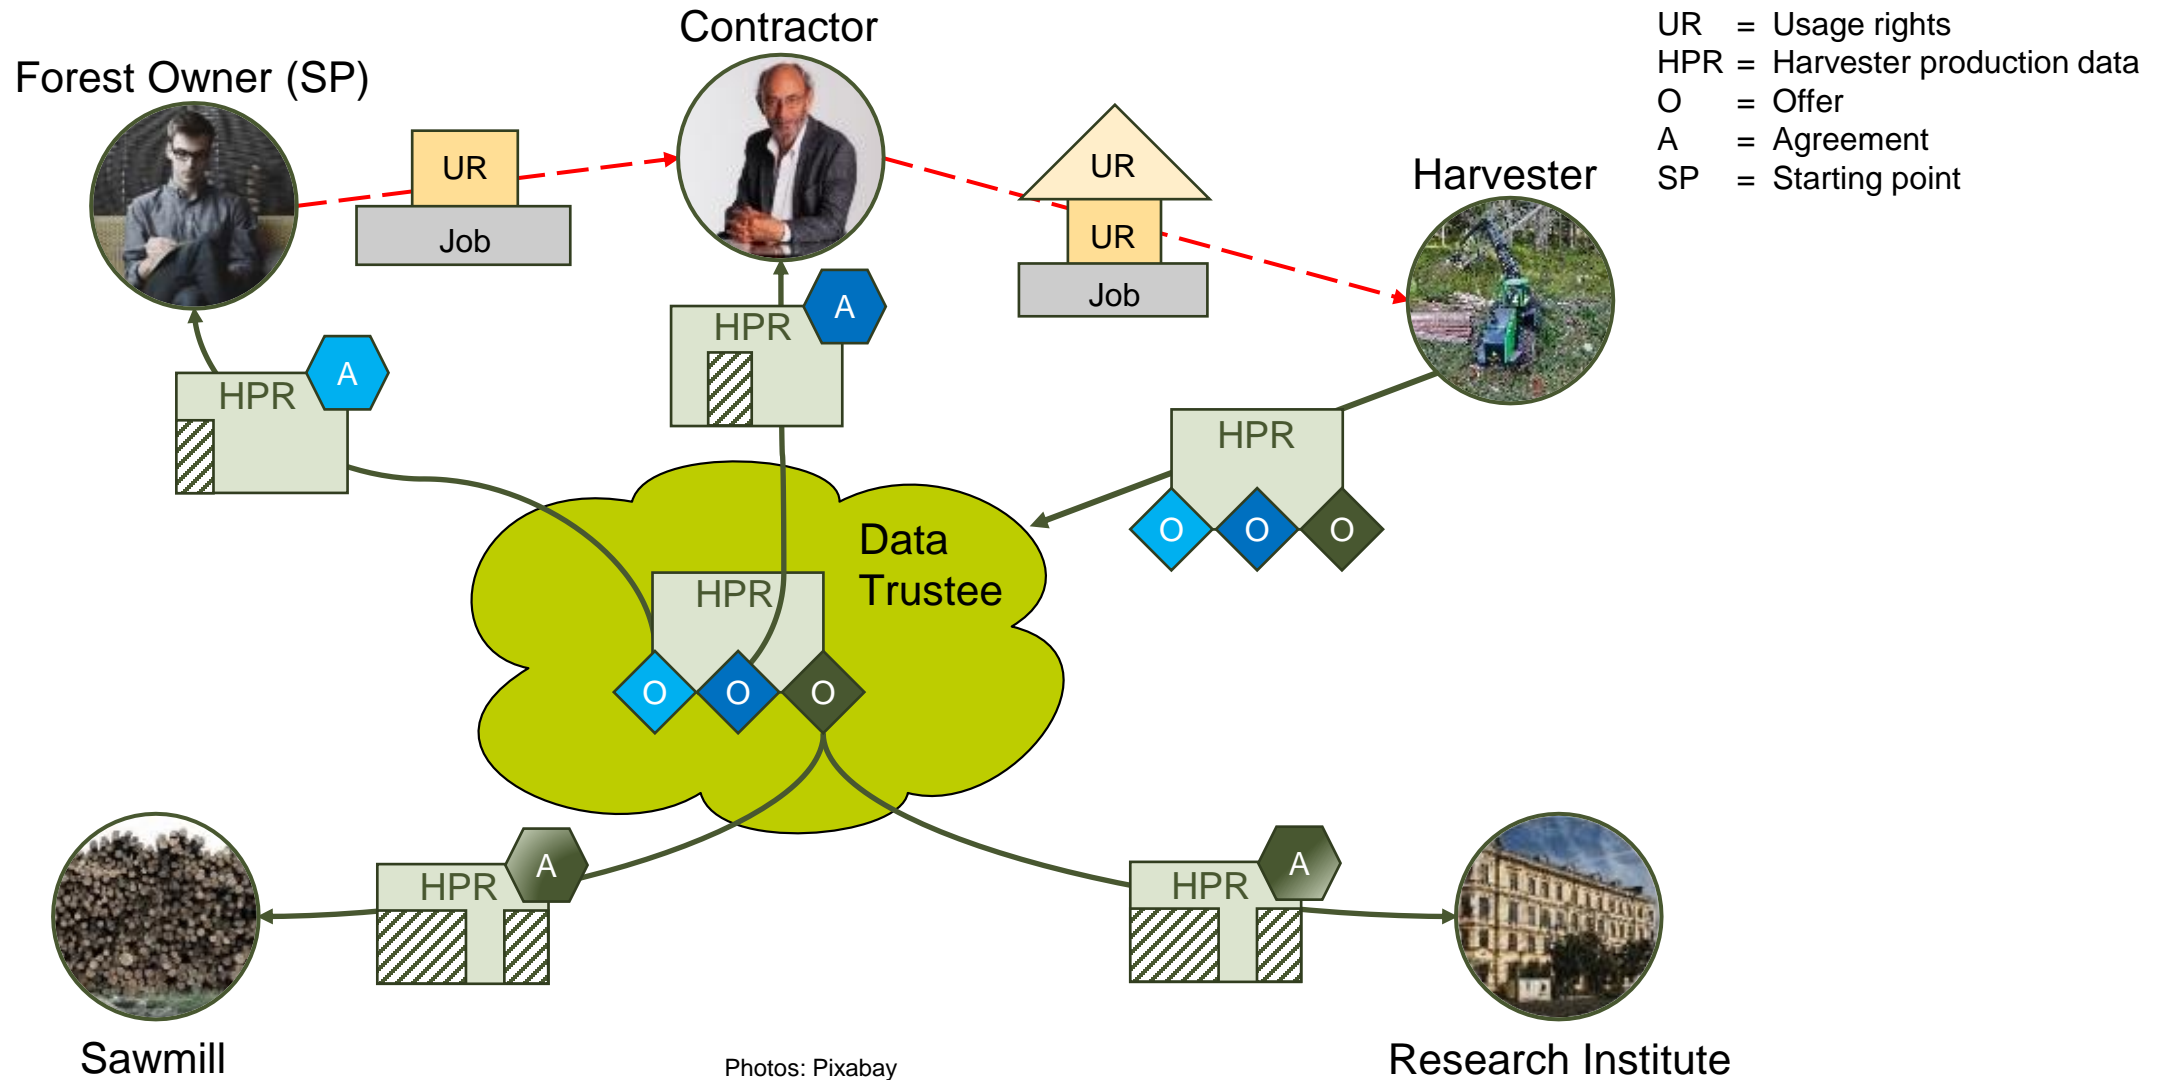 Contractor
Forest Owner (SP)
UR = Usage rights
HPR = Harvester production data
O = Offer
A = Agreement
SP = Starting point
UR
Job
UR
UR
Job
Harvester
HPR
A
HPR
A
HPR
O
O
O
Data
Trustee
HPR
O
O
O
HPR
A
HPR
A
Sawmill
Photos: Pixabay
Research Institute